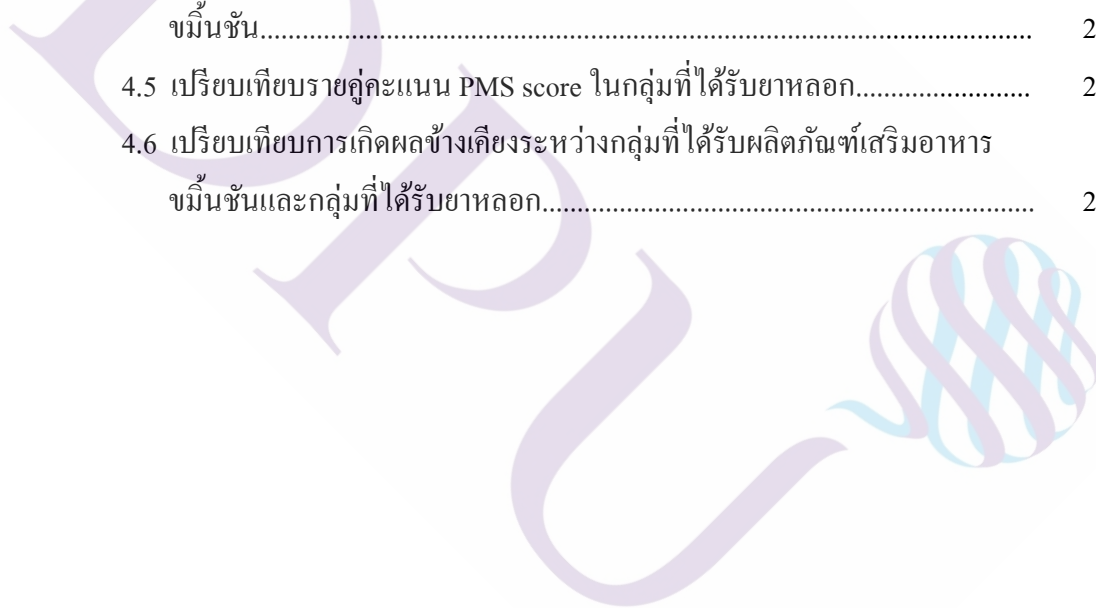 ขมิ้นชัน.............................................................................................................. 2
4.5 เปรียบเทียบรายคู่คะแนน PMS score ในกลุ่มที่ได้รับยาหลอก......................... 2
4.6 เปรียบเทียบการเกิดผลข้างเคียงระหว่างกลุ่มที่ได้รับผลิตภัณฑ์เสริมอาหาร
ขมิ้นชันและกลุ่มที่ได้รับยาหลอก...................................................................... 2
DPU